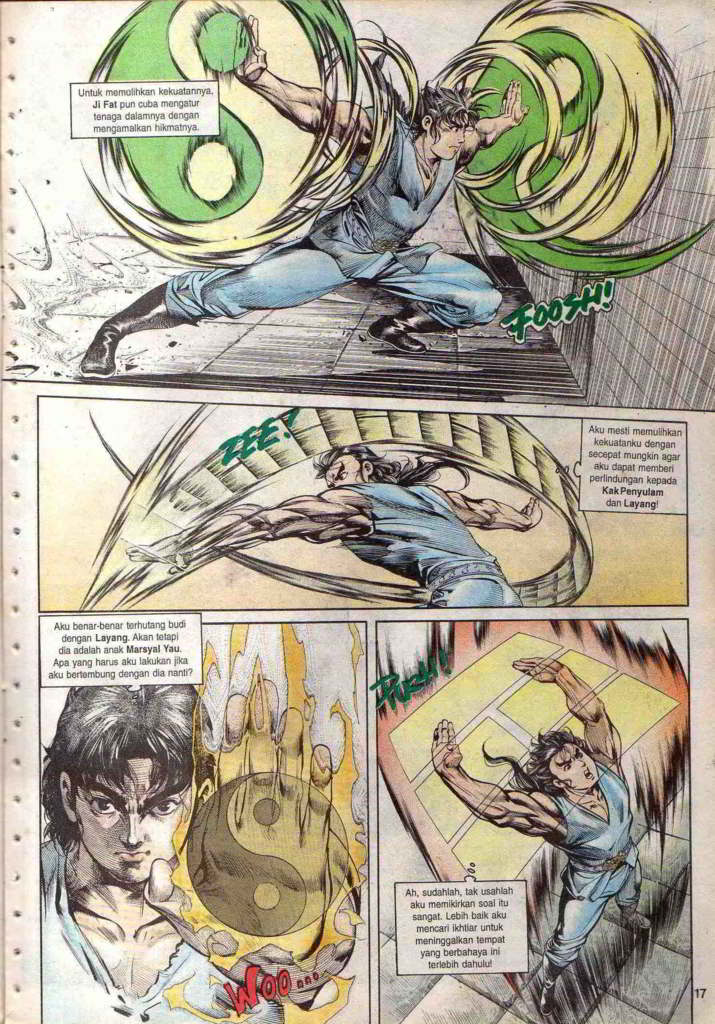 Untuk memolihkan kekuatannya,
Ji Fat pun cuba mengatur
tenaga dalamnya dengan
mengamalkan hikmatnya.
FOOSH!
ZEE?
Aku mesti memulihkan
kekuatanku dengan
secepat mungkin agar
aku dapat memberi
perlindungan kepada
Kak Penyulam
dan Layang!
Aku benar-benar terhutang budi
dengan Layang. Akan tetapi
dia adalah anak Marsyal Yau.
Apa yang harus aku lakukan jika
aku bertembung dengan dia nanti?
WOO...
PUSH!
Ah, sudahlah, tak usahlah
aku memikirkan soal itu
sangat. Lebih baik aku
mencari ikhtiar untuk
meninggalkan tempat
yang berbahaya ini
terlebih dahulu!
17